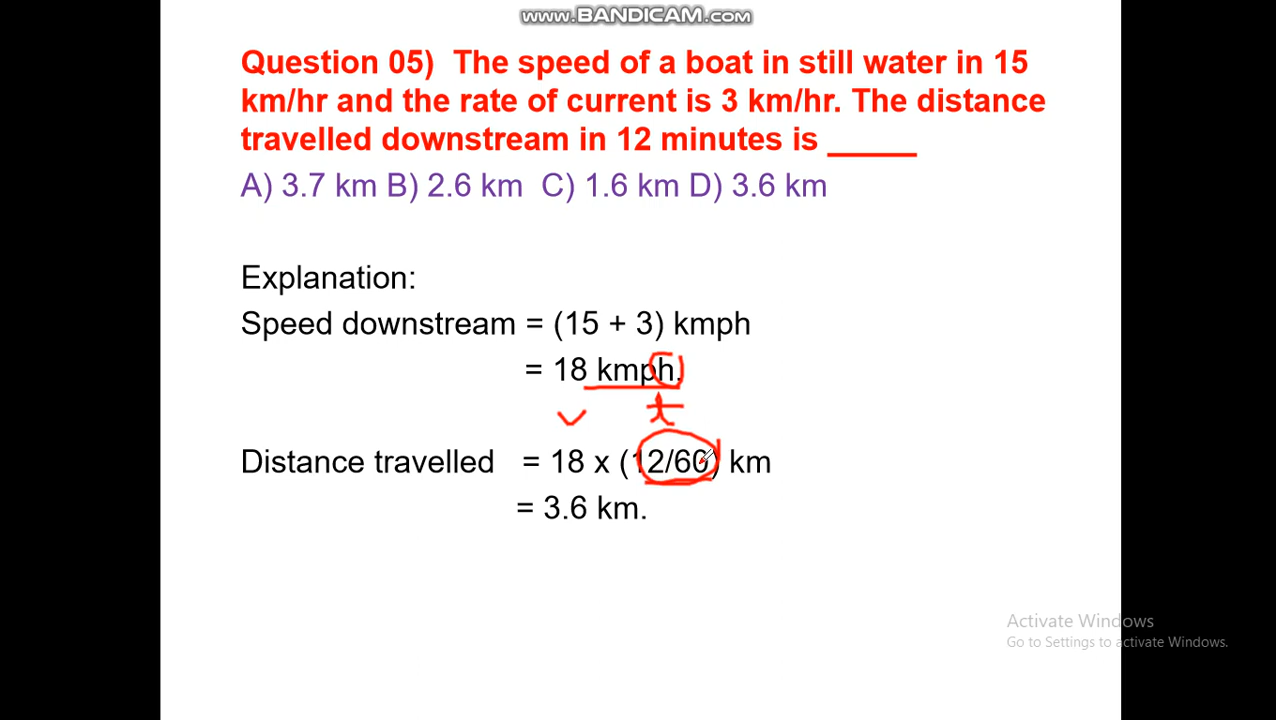 www.BANDICAM.com
Question 05)  The speed of a boat in still water in 15
km/hr and the rate of current is 3 km/hr. The distance
travelled downstream in 12 minutes is _____
A) 3.7 km B) 2.6 km  C) 1.6 km D) 3.6 km
Explanation:
Speed downstream = (15 + 3) kmph
= 18 kmph.
t
Distance travelled   = 18 x (12/60) km
= 3.6 km.
Activate Windows
Go to Settings to activate Windows.